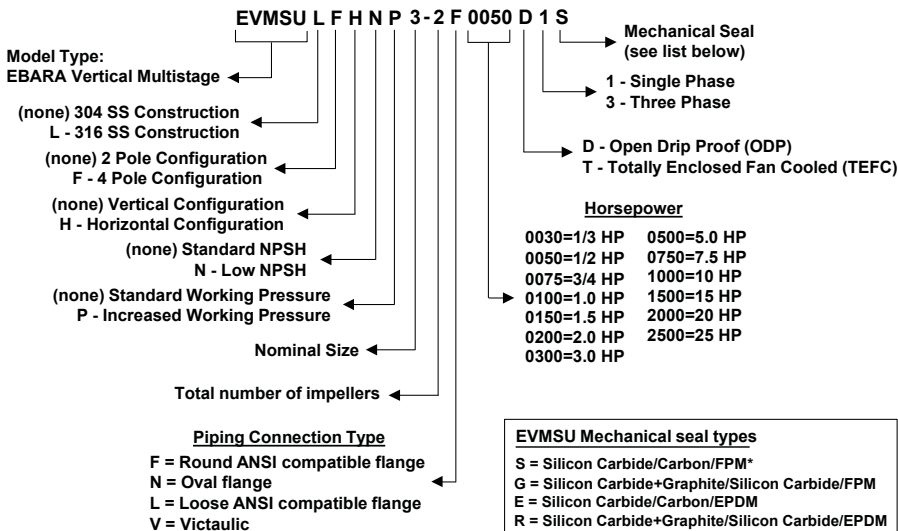 EVMSU L F H N P 3-2 F 0050 D 1 S
Model Type:
EBARA Vertical Multistage
(none) 304 SS Construction
L - 316 SS Construction
(none) 2 Pole Configuration
F - 4 Pole Configuration
(none) Vertical Configuration
H - Horizontal Configuration
(none) Standard NPSH
N - Low NPSH
(none) Standard Working Pressure
P - Increased Working Pressure
Nominal Size
Total number of impellers
Piping Connection Type
F = Round ANSI compatible flange
N = Oval flange
L = Loose ANSI compatible flange
V = Victaulic
Mechanical Seal
(see list below)
1 - Single Phase
3 - Three Phase
D - Open Drip Proof (ODP)
T - Totally Enclosed Fan Cooled (TEFC)
Horsepower
0030=1/3 HP 0500=5.0 HP
0050=1/2 HP 0750=7.5 HP
0075=3/4 HP 1000=10 HP
0100=1.0 HP 1500=15 HP
0150=1.5 HP 2000=20 HP
0200=2.0 HP 2500=25 HP
0300=3.0 HP
EVMSU Mechanical seal types
S = Silicon Carbide/Carbon/FPM*
G = Silicon Carbide+Graphite/Silicon Carbide/FPM
E = Silicon Carbide/Carbon/EPDM
R = Silicon Carbide+Graphite/Silicon Carbide/EPDM